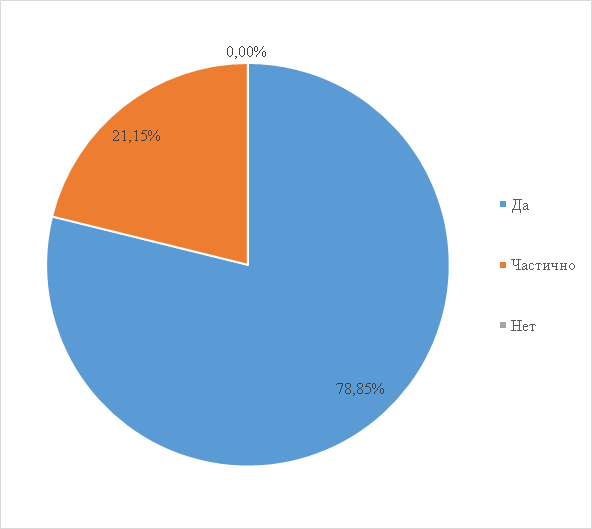 0,00%
21,15%
Да
Частично
Нет
78,85%